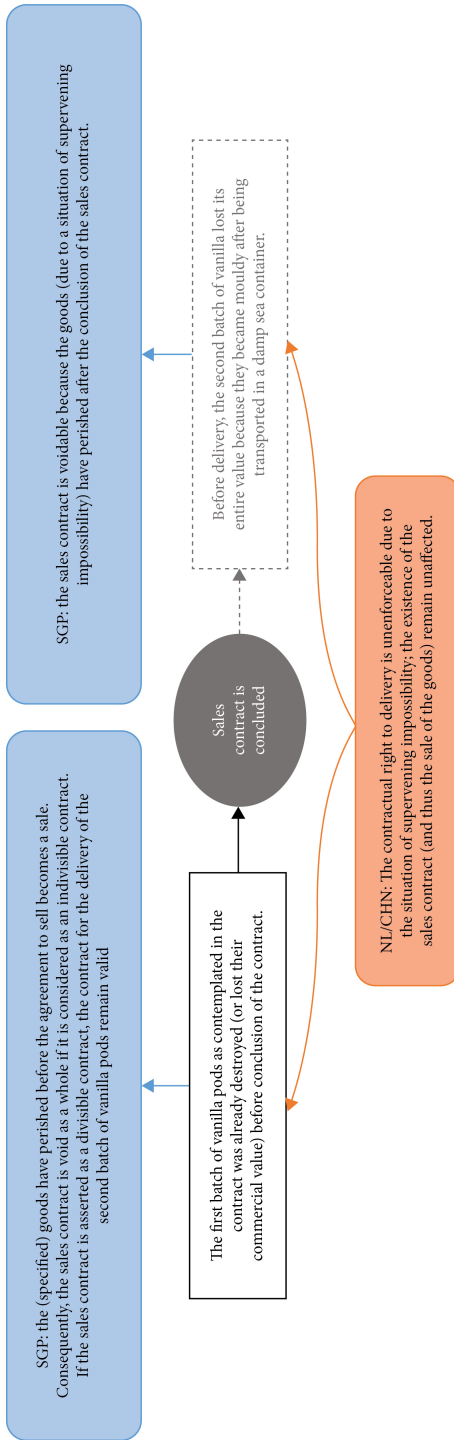 SGP: the (specified) goods have perished before the agreement to sell becomes a sale.
Consequently, the sales contract is void as a whole if it is considered as an indivisible contract.
If the sales contract is asserted as a divisible contract, the contract for the delivery of the
second batch of vanilla pods remain valid
SGP: the sales contract is voidable because the goods (due to a situation of supervening
impossibility) have perished after the conclusion of the sales contract.
The first batch of vanilla pods as contemplated in the
contract was already destroyed (or lost their
commercial value) before conclusion of the contract.
Sales
contract is
concluded
Before delivery, the second batch of vanilla lost its
entire value because they became mouldy after being
transported in a damp sea container.
NL/CHN: The contractual right to delivery is unenforceable due to
the situation of supervening impossibility; the existence of the
sales contract (and thus the sale of the goods) remain unaffected.